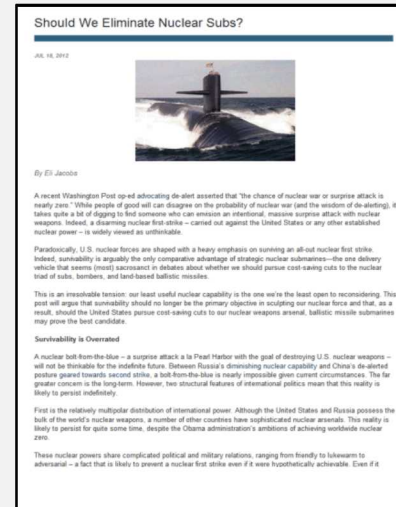 Should We Eliminate Nuclear Subs?
JUL 18, 2012
By Eli Jacobs
A recent Washington Post op-ed advocating de-alert asserted that "the chance of nuclear war or surprise attack is
nearly zero." While people of good will can disagree on the probability of nuclear war (and the wisdom of de-alerting), it
takes quite a bit of digging to find someone who can envision an intentional, massive surprise attack with nuclear
weapons. Indeed, a disarming nuclear first-strike – carried out against the United States or any other established
nuclear power – is widely viewed as unthinkable.
Paradoxically, U.S. nuclear forces are shaped with a heavy emphasis on surviving an all-out nuclear first strike.
Indeed, survivability is arguably the only comparative advantage of strategic nuclear submarines—the one delivery
vehicle that seems (most) sacrosanct in debates about whether we should pursue cost-saving cuts to the nuclear
triad of subs, bombers, and land-based ballistic missiles.
This is an irresolvable tension: our least useful nuclear capability is the one we're the least open to reconsidering. This
post will argue that survivability should no longer be the primary objective in sculpting our nuclear force and that, as a
result, should the United States pursue cost-saving cuts to our nuclear weapons arsenal, ballistic missile submarines
may prove the best candidate.
Survivability is Overrated
A nuclear bolt-from-the-blue – a surprise attack a la Pearl Harbor with the goal of destroying U.S. nuclear weapons –
will not be thinkable for the indefinite future. Between Russia's diminishing nuclear capability and China's de-alerted
posture geared towards second strike, a bolt-from-the-blue is nearly impossible given current circumstances. The far
greater concern is the long-term. However, two structural features of international politics mean that this reality is
likely to persist indefinitely.
First is the relatively multipolar distribution of international power. Although the United States and Russia possess the
bulk of the world's nuclear weapons, a number of other countries have sophisticated nuclear arsenals. This reality is
likely to persist for quite some time, despite the Obama administration's ambitions of achieving worldwide nuclear
zero.
These nuclear powers share complicated political and military relations, ranging from friendly to lukewarm to
adversarial – a fact that is likely to prevent a nuclear first strike even if it were hypothetically achievable. Even if it